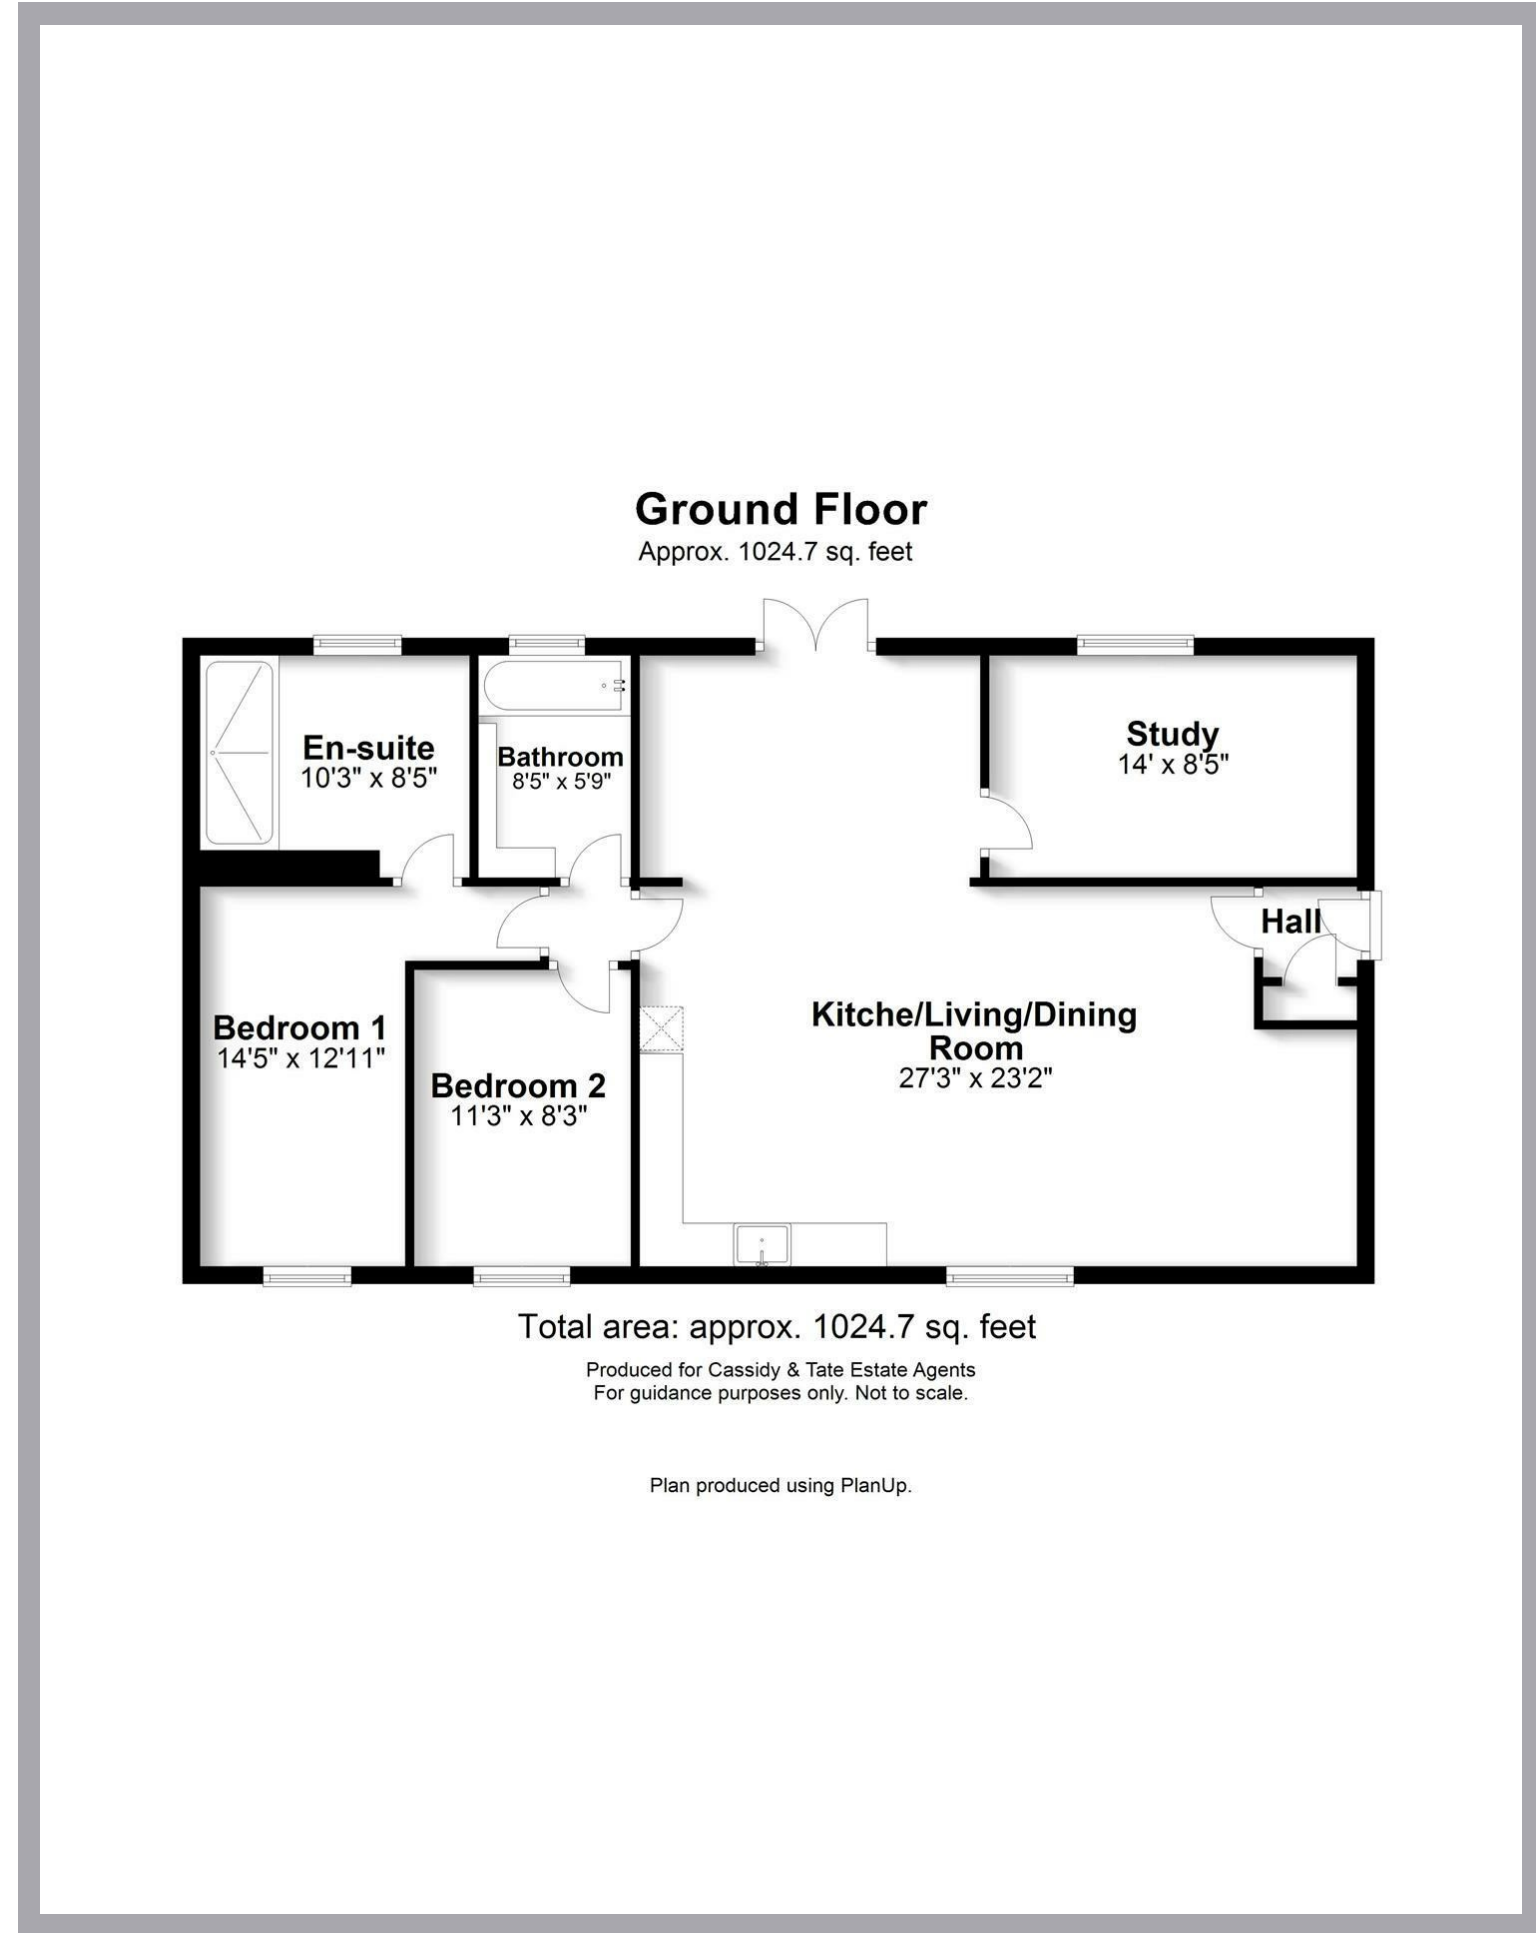 Ground Floor
Approx. 1024.7 sq. feet
En-suite
10'3" x 8'5"
Bathroom
8'5" x 5'9"
Study
14' x 8'5"
Hall
Bedroom 1
14'5" x 12'11"
Bedroom 2
11'3" x 8'3"
Kitche/Living/Dining
Room
27'3" x 23'2"
Total area: approx. 1024.7 sq. feet
Produced for Cassidy & Tate Estate Agents
For guidance purposes only. Not to scale.
Plan produced using PlanUp.